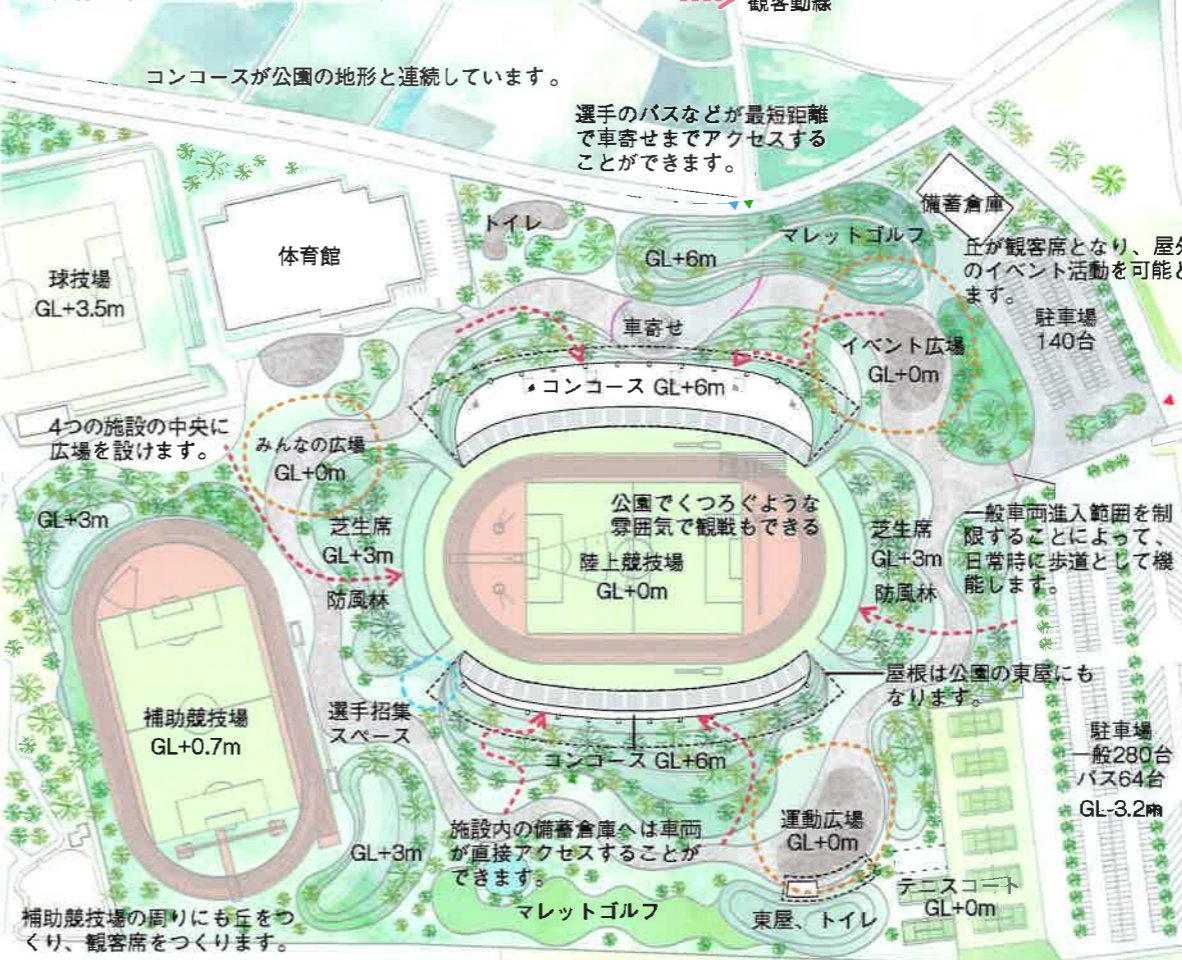 観客動線
コンコースが公園の地形と連続しています。
選手のバスなどが最短距離
で車寄せまでアクセスする
ことができます。
備蓄倉庫
トイレ
マレットゴルフ
体育館
GL+6m
丘が観客席となり、屋外
のイベント活動を可能と
ます。
球技場
GL+3.5m
車寄せ
駐車場
140台
イベント広場
GL+0m
コンコース GL+6m
4つの施設の中央に
広場を設けます。
みんなの広場
GL+0m
公園でくつろぐような
雰囲気で観戦もできる
GL+3m
芝生席
GL+3m
防風林
陸上競技場
GL+0m
芝生席
GL+3m
防風林
一般車両進入範囲を制
限することによって、
日常時に歩道として機
能します。
屋根は公園の東屋にも
なります。
補助競技場
GL+0.7m
選手招集
スペース
コンコース GL+6m
駐車場
一般280台
バス64台
GL-3.2m
運動広場
GL+0m
施設内の備蓄倉庫へは車両
が直接アクセスすることが
できます。
GL+3m
テニスコート
GL+0m
マレットゴルフ
東屋、トイレ
補助競技場の周りにも丘をつ
くり、観客席をつくります。